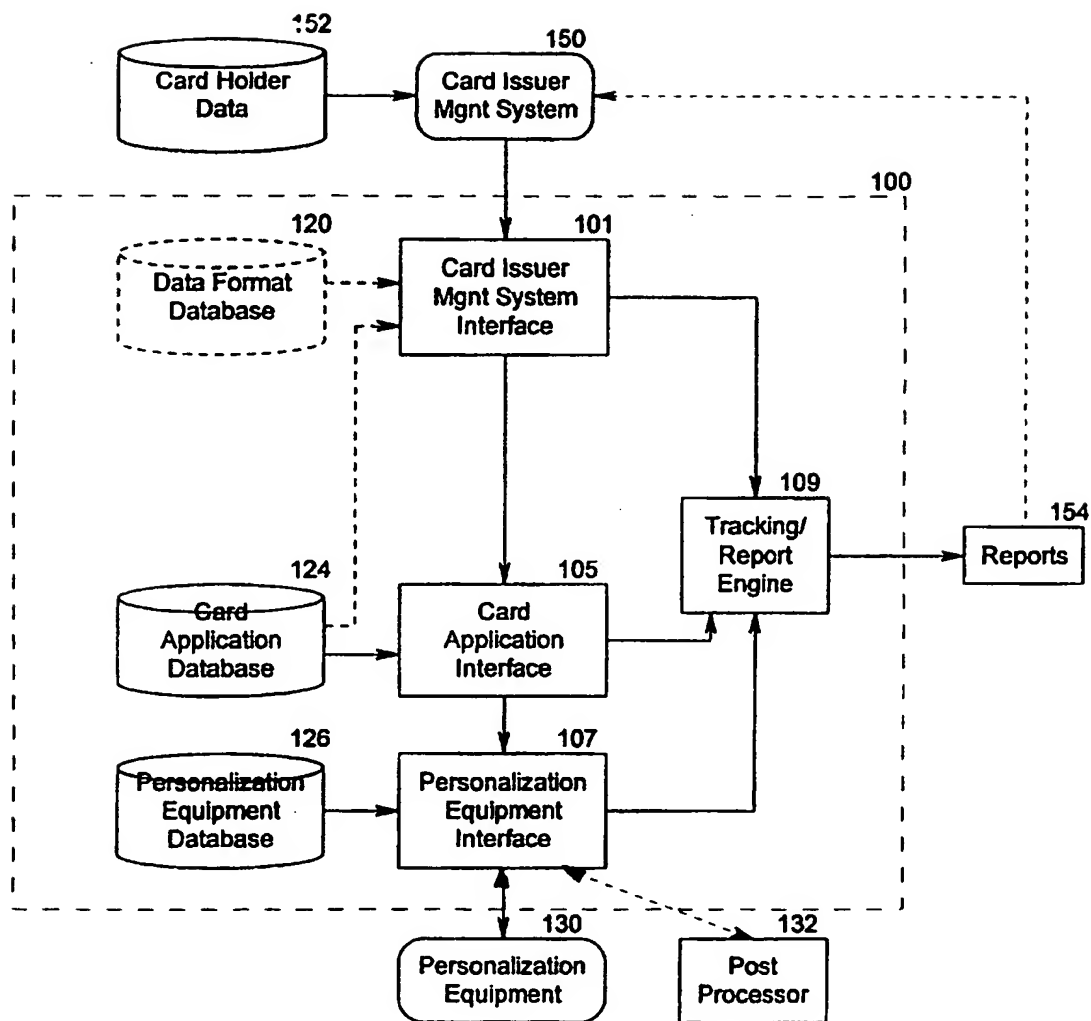 152
Card Holder
Data
150
Card Issuer
Mgnt System
100
120
Data Format
Database
101
Card Issuer
Mgnt System
Interface
109
Tracking/
Report
Engine
154
Reports
124
Card
Application
Database
105
Card
Application
Interface
126
Personalization
Equipment
Database
107
Personalization
Equipment
Interface
130
Personalization
Equipment
132
Post
Processor